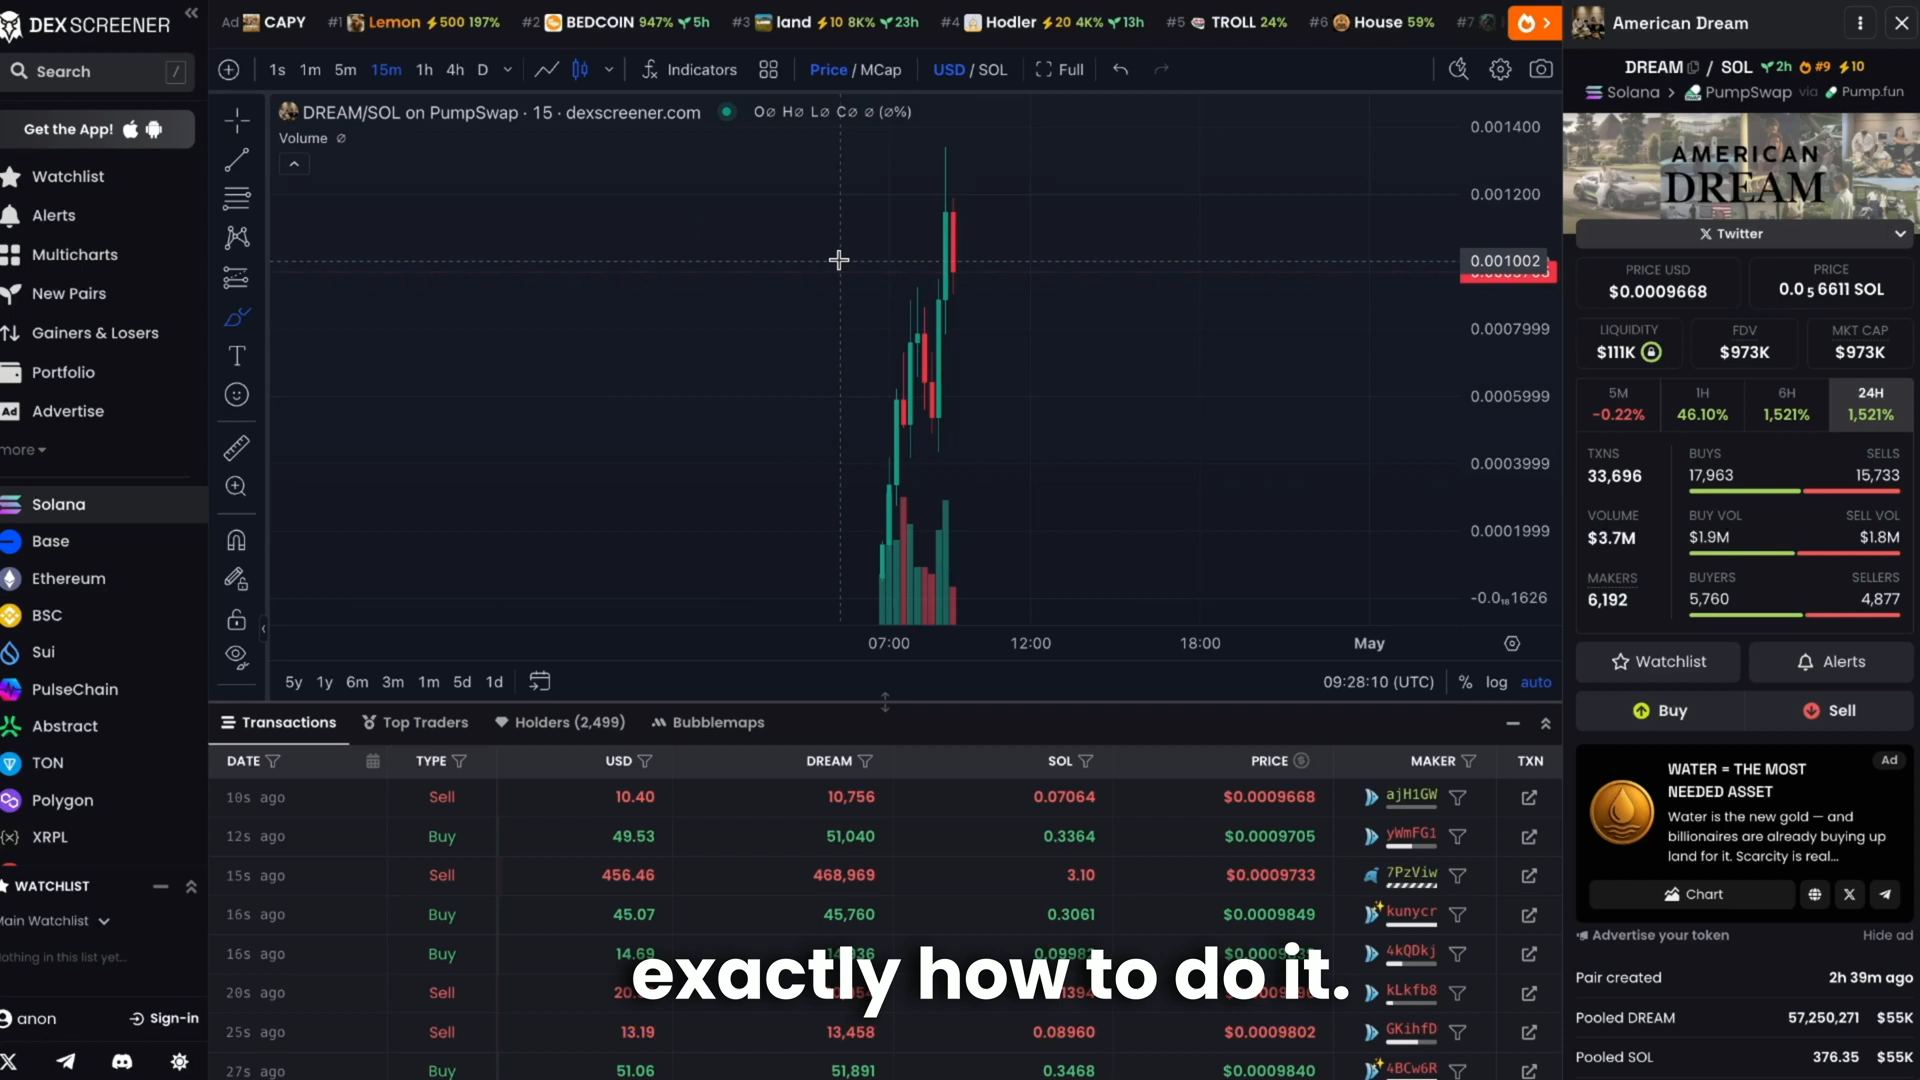 DEX SCREENER
Search /
Get the App!
Watchlist
Alerts
Multicharts
New Pairs
Gainers & Losers
Portfolio
Ad Advertise
more
Solana
Base
Ethereum
BSC
Sui
PulseChain
Abstract
TON
Polygon
XRPL
WATCHLIST
Main Watchlist
Nothing in this list yet...
anon Sign-in
Ad CAPY #1 Lemon 500 197% #2 BEDCOIN 947% 5h #3 land 10 8K% 23h #4 Hodler 20 4K% 13h #5 TROLL 24% #6 House 59% #7
1s 1m 5m 15m 1h 4h D Indicators Price / MCap USD / SOL Full
DREAM/SOL on PumpSwap · 15 · dexscreener.com O∅ H∅ L∅ C∅ ∅ (∅%)
Volume ∅
0.001400
0.001200
0.001002
0.0007999
0.0005999
0.0003999
0.0001999
-0.0₁₈1626
07:00 12:00 18:00 May
5y 1y 6m 3m 1m 5d 1d 09:28:10 (UTC) % log auto
Transactions Top Traders Holders (2,499) Bubblemaps
DATE TYPE USD DREAM SOL PRICE MAKER TXN
10s ago Sell 10.40 10,756 0.07064 $0.0009668 ajH1GW
12s ago Buy 49.53 51,040 0.3364 $0.0009705 yWmFG1
15s ago Sell 456.46 468,969 3.10 $0.0009733 7PzViw
16s ago Buy 45.07 45,760 0.3061 $0.0009849 kunycr
16s ago Buy 14.69 4kQDkj
20s ago Sell kLkfb8
25s ago Sell 13.19 13,458 0.08960 $0.0009802 GKihfD
27s ago Buy 51.06 51,891 0.3468 $0.0009840 4BCw6R
exactly how to do it.
American Dream
DREAM / SOL 2h #9 10
Solana > PumpSwap via Pump.fun
AMERICAN
DREAM
Twitter
PRICE USD PRICE
$0.0009668 0.0₅6611 SOL
LIQUIDITY FDV MKT CAP
$111K $973K $973K
5M 1H 6H 24H
-0.22% 46.10% 1,521% 1,521%
TXNS BUYS SELLS
33,696 17,963 15,733
VOLUME BUY VOL SELL VOL
$3.7M $1.9M $1.8M
MAKERS BUYERS SELLERS
6,192 5,760 4,877
Watchlist Alerts
Buy Sell
Ad
WATER = THE MOST
NEEDED ASSET
Water is the new gold — and
billionaires are already buying up
land for it. Scarcity is real...
Chart
Advertise your token Hide ad
Pair created 2h 39m ago
Pooled DREAM 57,250,271 $55K
Pooled SOL 376.35 $55K